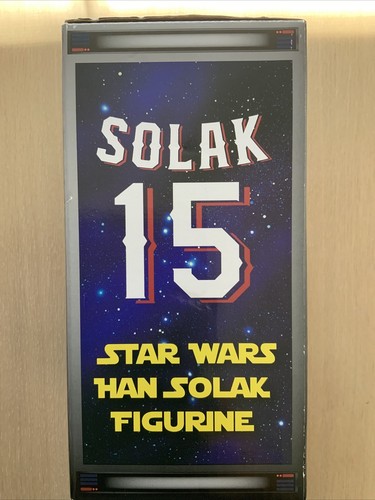 SOLAK
15
STAR WARS
HAN SOLAK
FIGURINE